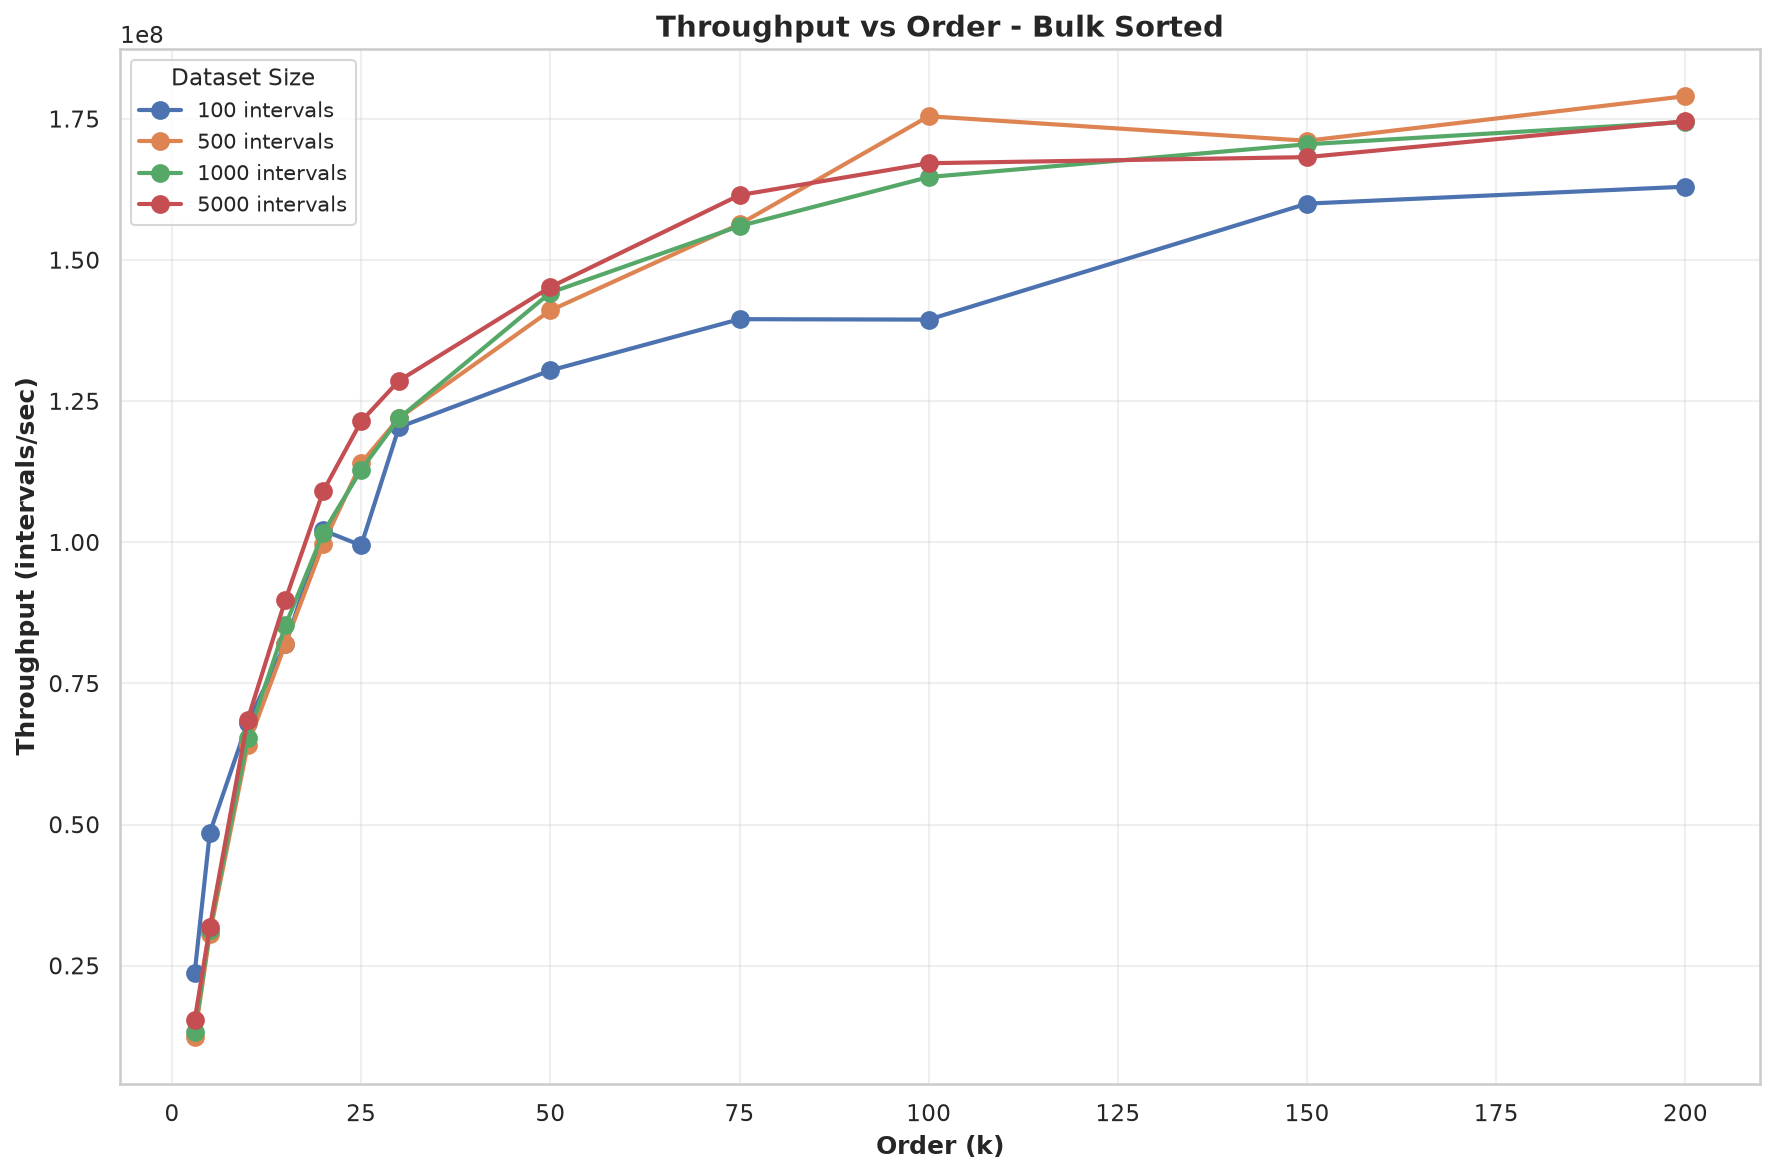 Throughput vs Order - Bulk Sorted
1e8
Dataset Size
100 intervals
500 intervals
1000 intervals
5000 intervals
1.75
1.50
1.25
1.00
0.75
0.50
0.25
Throughput (intervals/sec)
0 25 50 75 100 125 150 175 200
Order (k)